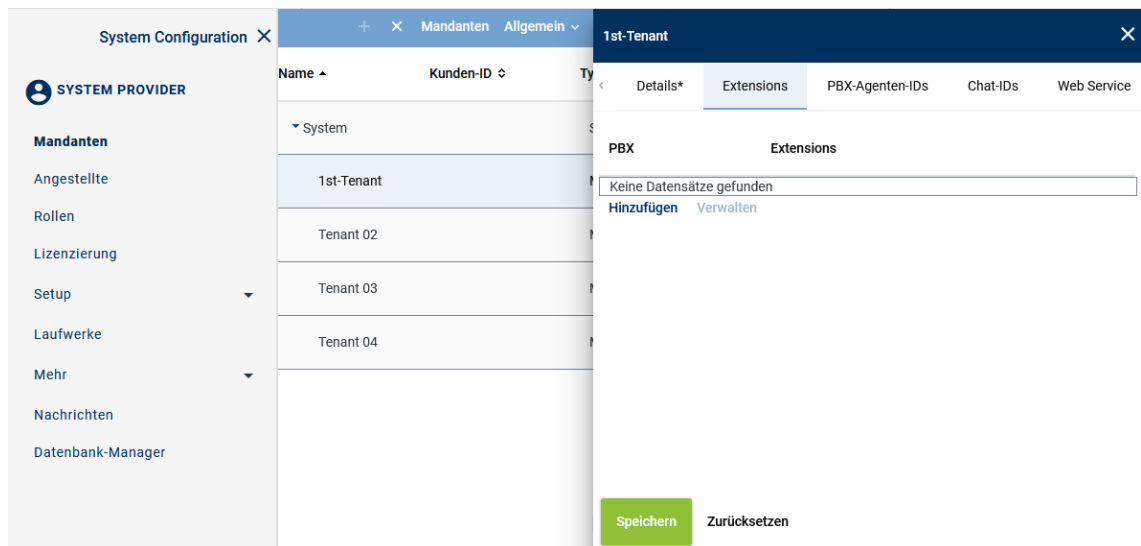 System Configuration
SYSTEM PROVIDER
Mandanten
Angestellte
Rollen
Lizenzierung
Setup
Laufwerke
Mehr
Nachrichten
Datenbank-Manager
Mandanten Allgemein
Name Kunden-ID
System
1st-Tenant
Tenant 02
Tenant 03
Tenant 04
1st-Tenant
Details* Extensions PBX-Agenten-IDs Chat-IDs Web Service
PBX Extensions
Keine Datensätze gefunden
Hinzufügen Verwalten
Speichern Zurücksetzen